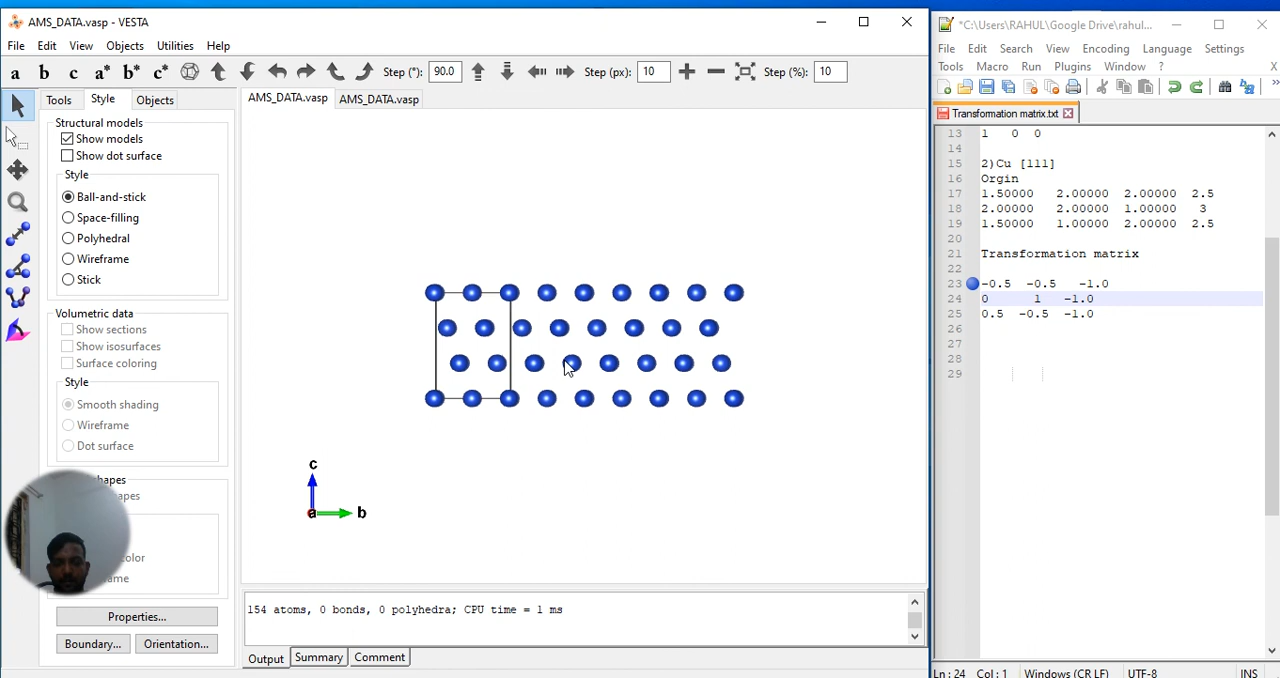 AMS_DATA.vasp - VESTA
File Edit View Objects Utilities Help
a b c a* b* c* Step (°): 90.0 Step (px): 10 Step (%): 10
Tools Style Objects
AMS_DATA.vasp AMS_DATA.vasp
Structural models
Show models
Show dot surface
Style
Ball-and-stick
Space-filling
Polyhedral
Wireframe
Stick
Volumetric data
Show sections
Show isosurfaces
Surface coloring
Style
Smooth shading
Wireframe
Dot surface
Properties...
Boundary... Orientation...
c
a b
154 atoms, 0 bonds, 0 polyhedra; CPU time = 1 ms
Output Summary Comment
*C:\Users\RAHUL\Google Drive\rahul...
File Edit Search View Encoding Language Settings
Tools Macro Run Plugins Window ? X
Transformation matrix.txt
13 1 0 0
14
15 2)Cu [111]
16 Orgin
17 1.50000 2.00000 2.00000 2.5
18 2.00000 2.00000 1.00000 3
19 1.50000 1.00000 2.00000 2.5
20
21 Transformation matrix
22
23 -0.5 -0.5 -1.0
24 0 1 -1.0
25 0.5 -0.5 -1.0
26
27
28
29
Ln : 24 Col : 1 Windows (CR LF) UTF-8 INS